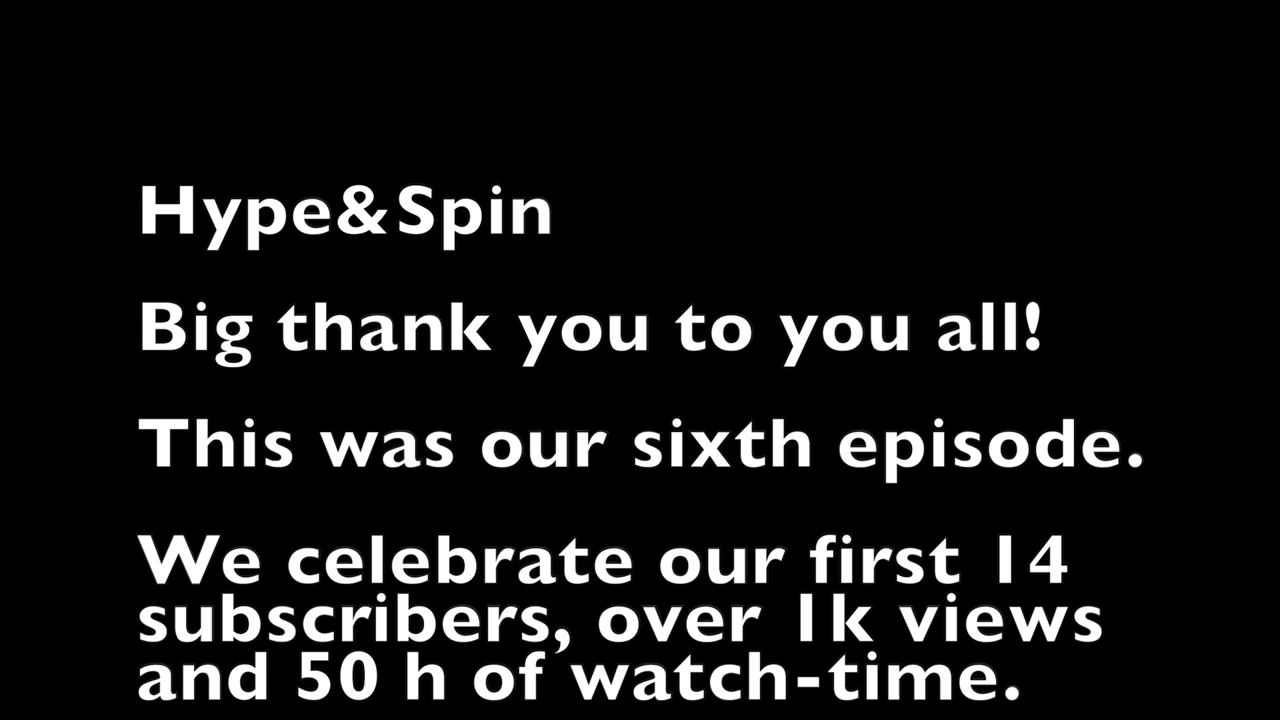 Hype&Spin
Big thank you to you all!
This was our sixth episode.
We celebrate our first 14
subscribers, over 1k views
and 50 h of watch-time.